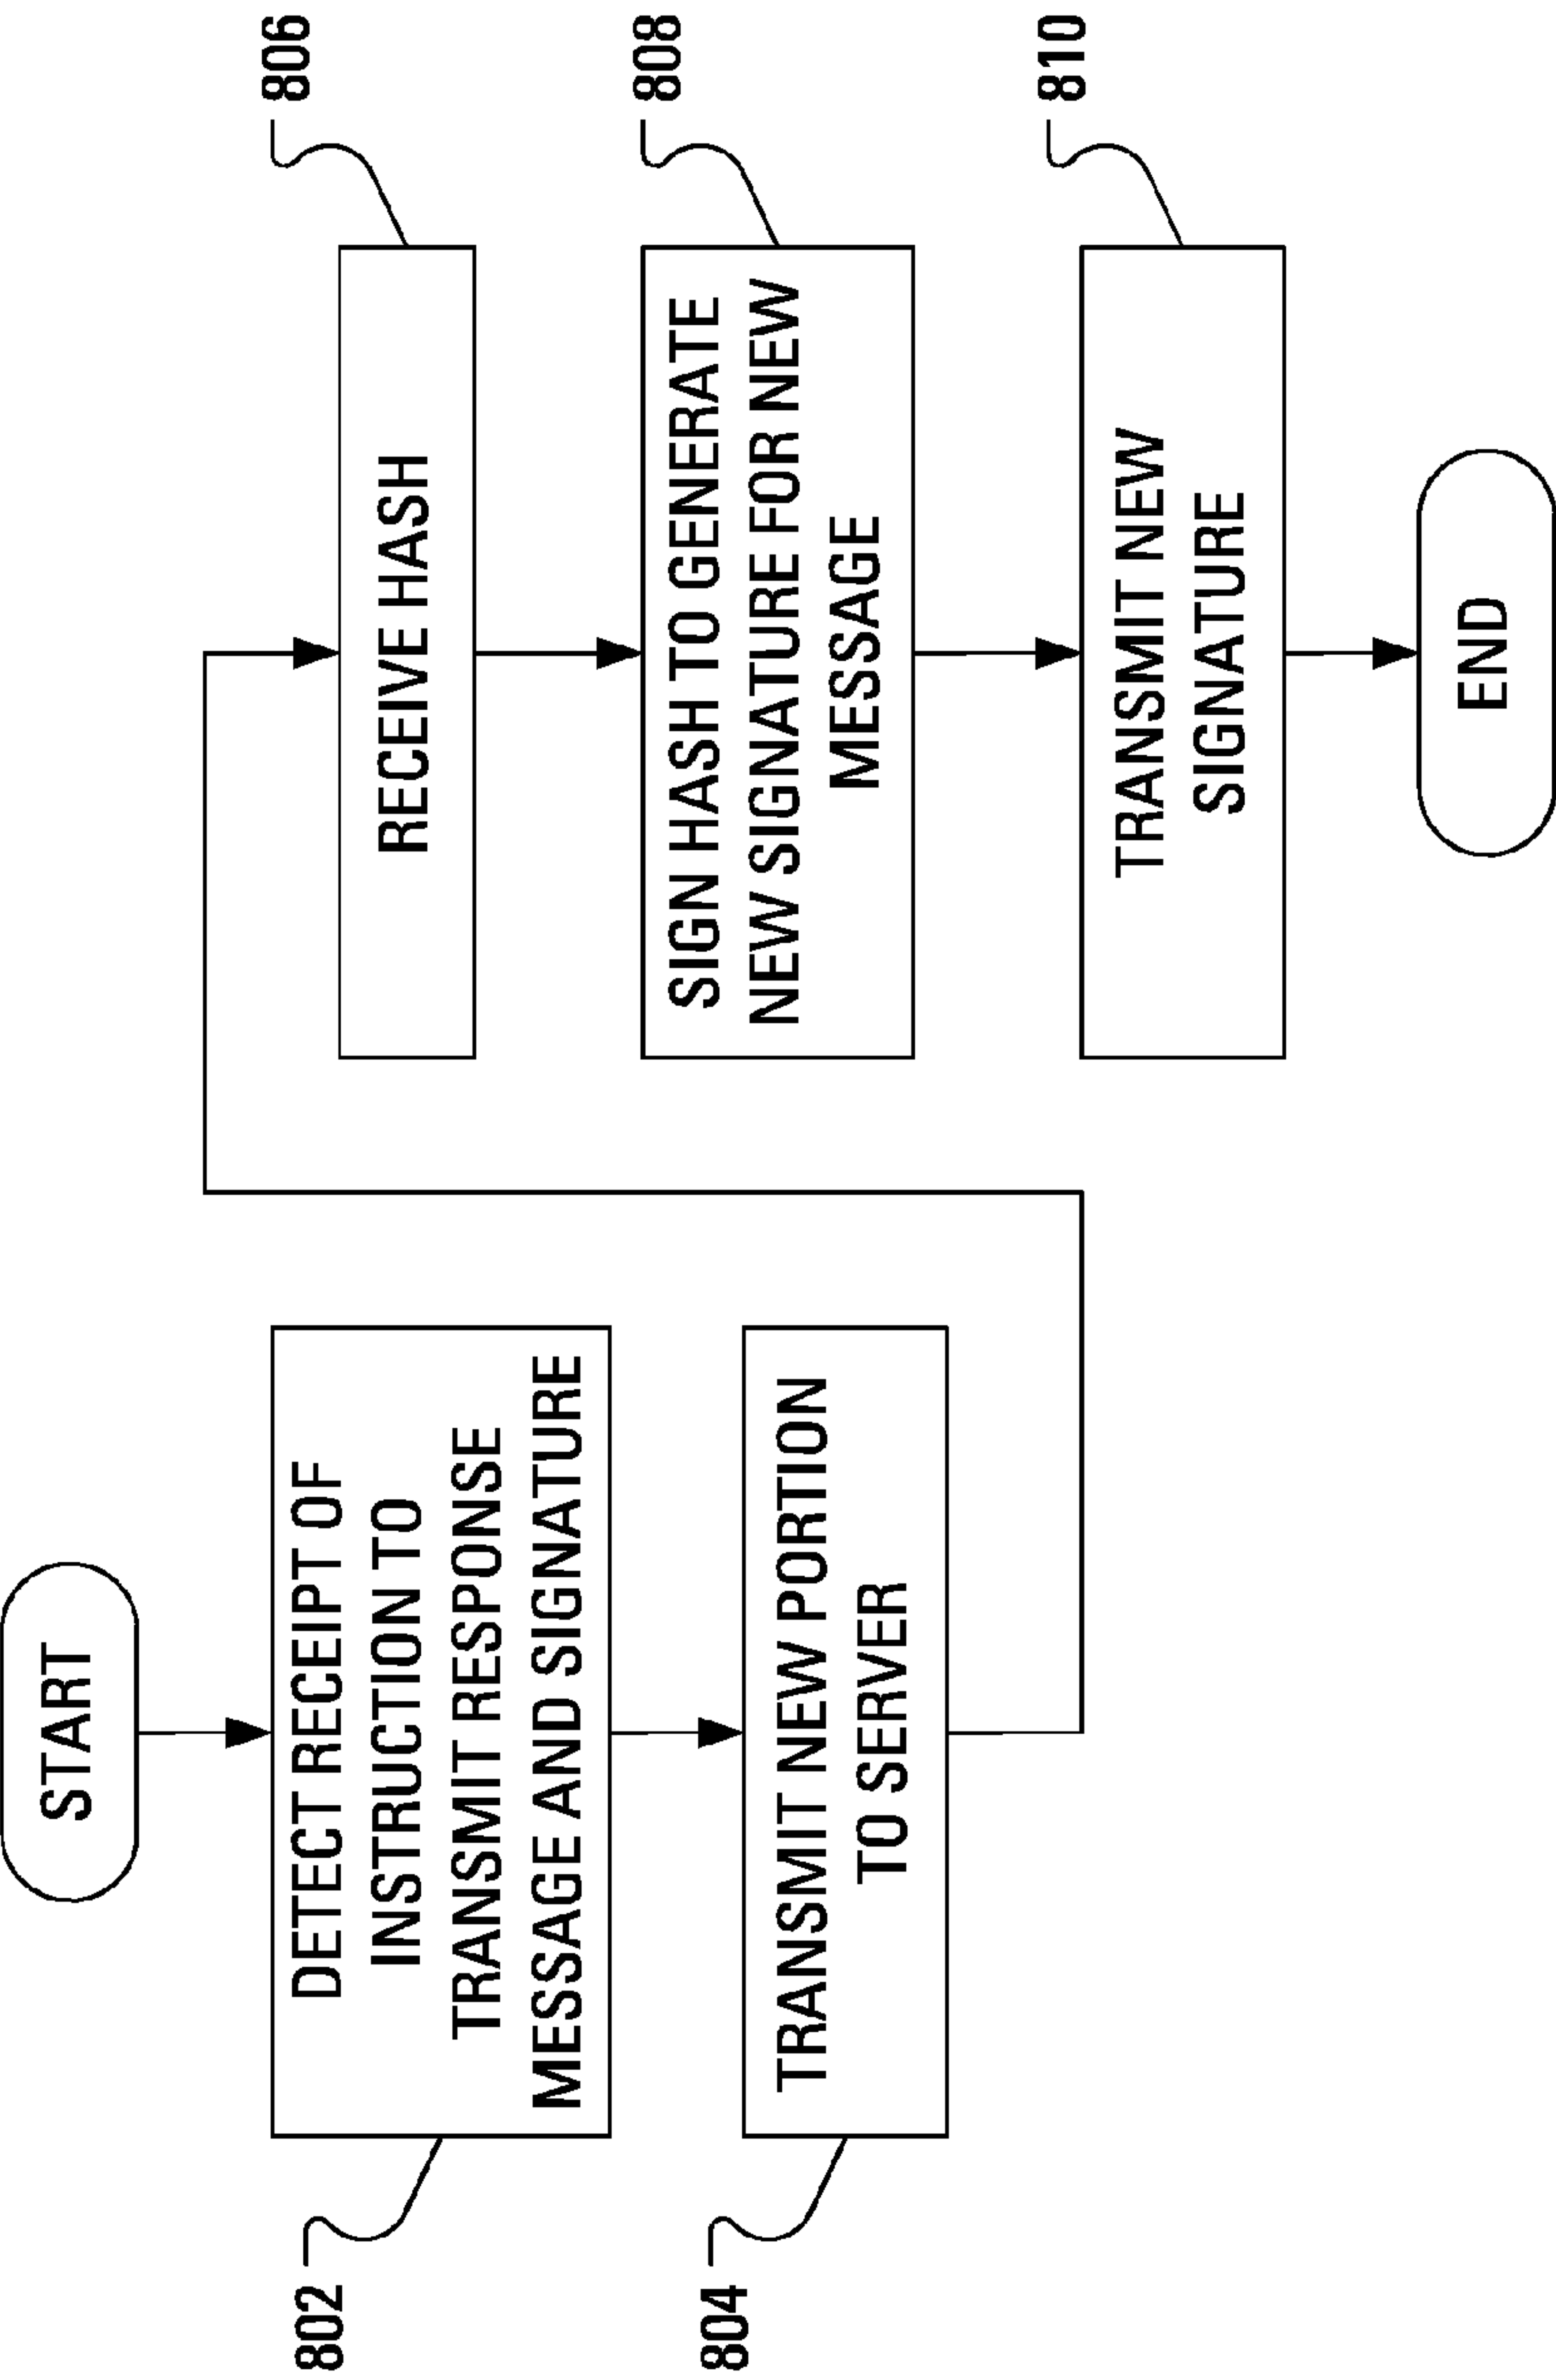 START
802
DETECT RECEIPT OF
INSTRUCTION TO
TRANSMIT RESPONSE
MESSAGE AND SIGNATURE
804
TRANSMIT NEW PORTION
TO SERVER
806
RECEIVE HASH
808
SIGN HASH TO GENERATE
NEW SIGNATURE FOR NEW
MESSAGE
810
TRANSMIT NEW
SIGNATURE
END